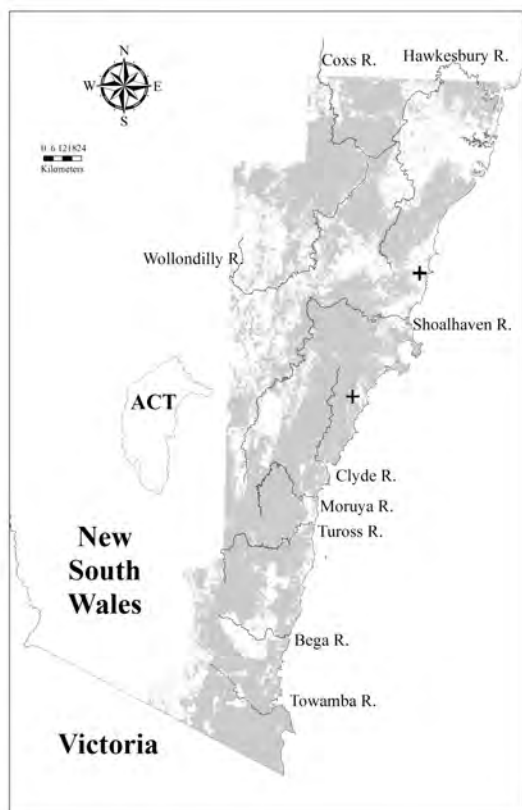 Coxs R.
Hawkesbury R.
N
W
E
S
0 6 12 18 24
Kilometers
Wollondilly R.
Shoalhaven R.
ACT
Clyde R.
Moruya R.
Tuross R.
New
South
Wales
Bega R.
Towamba R.
Victoria